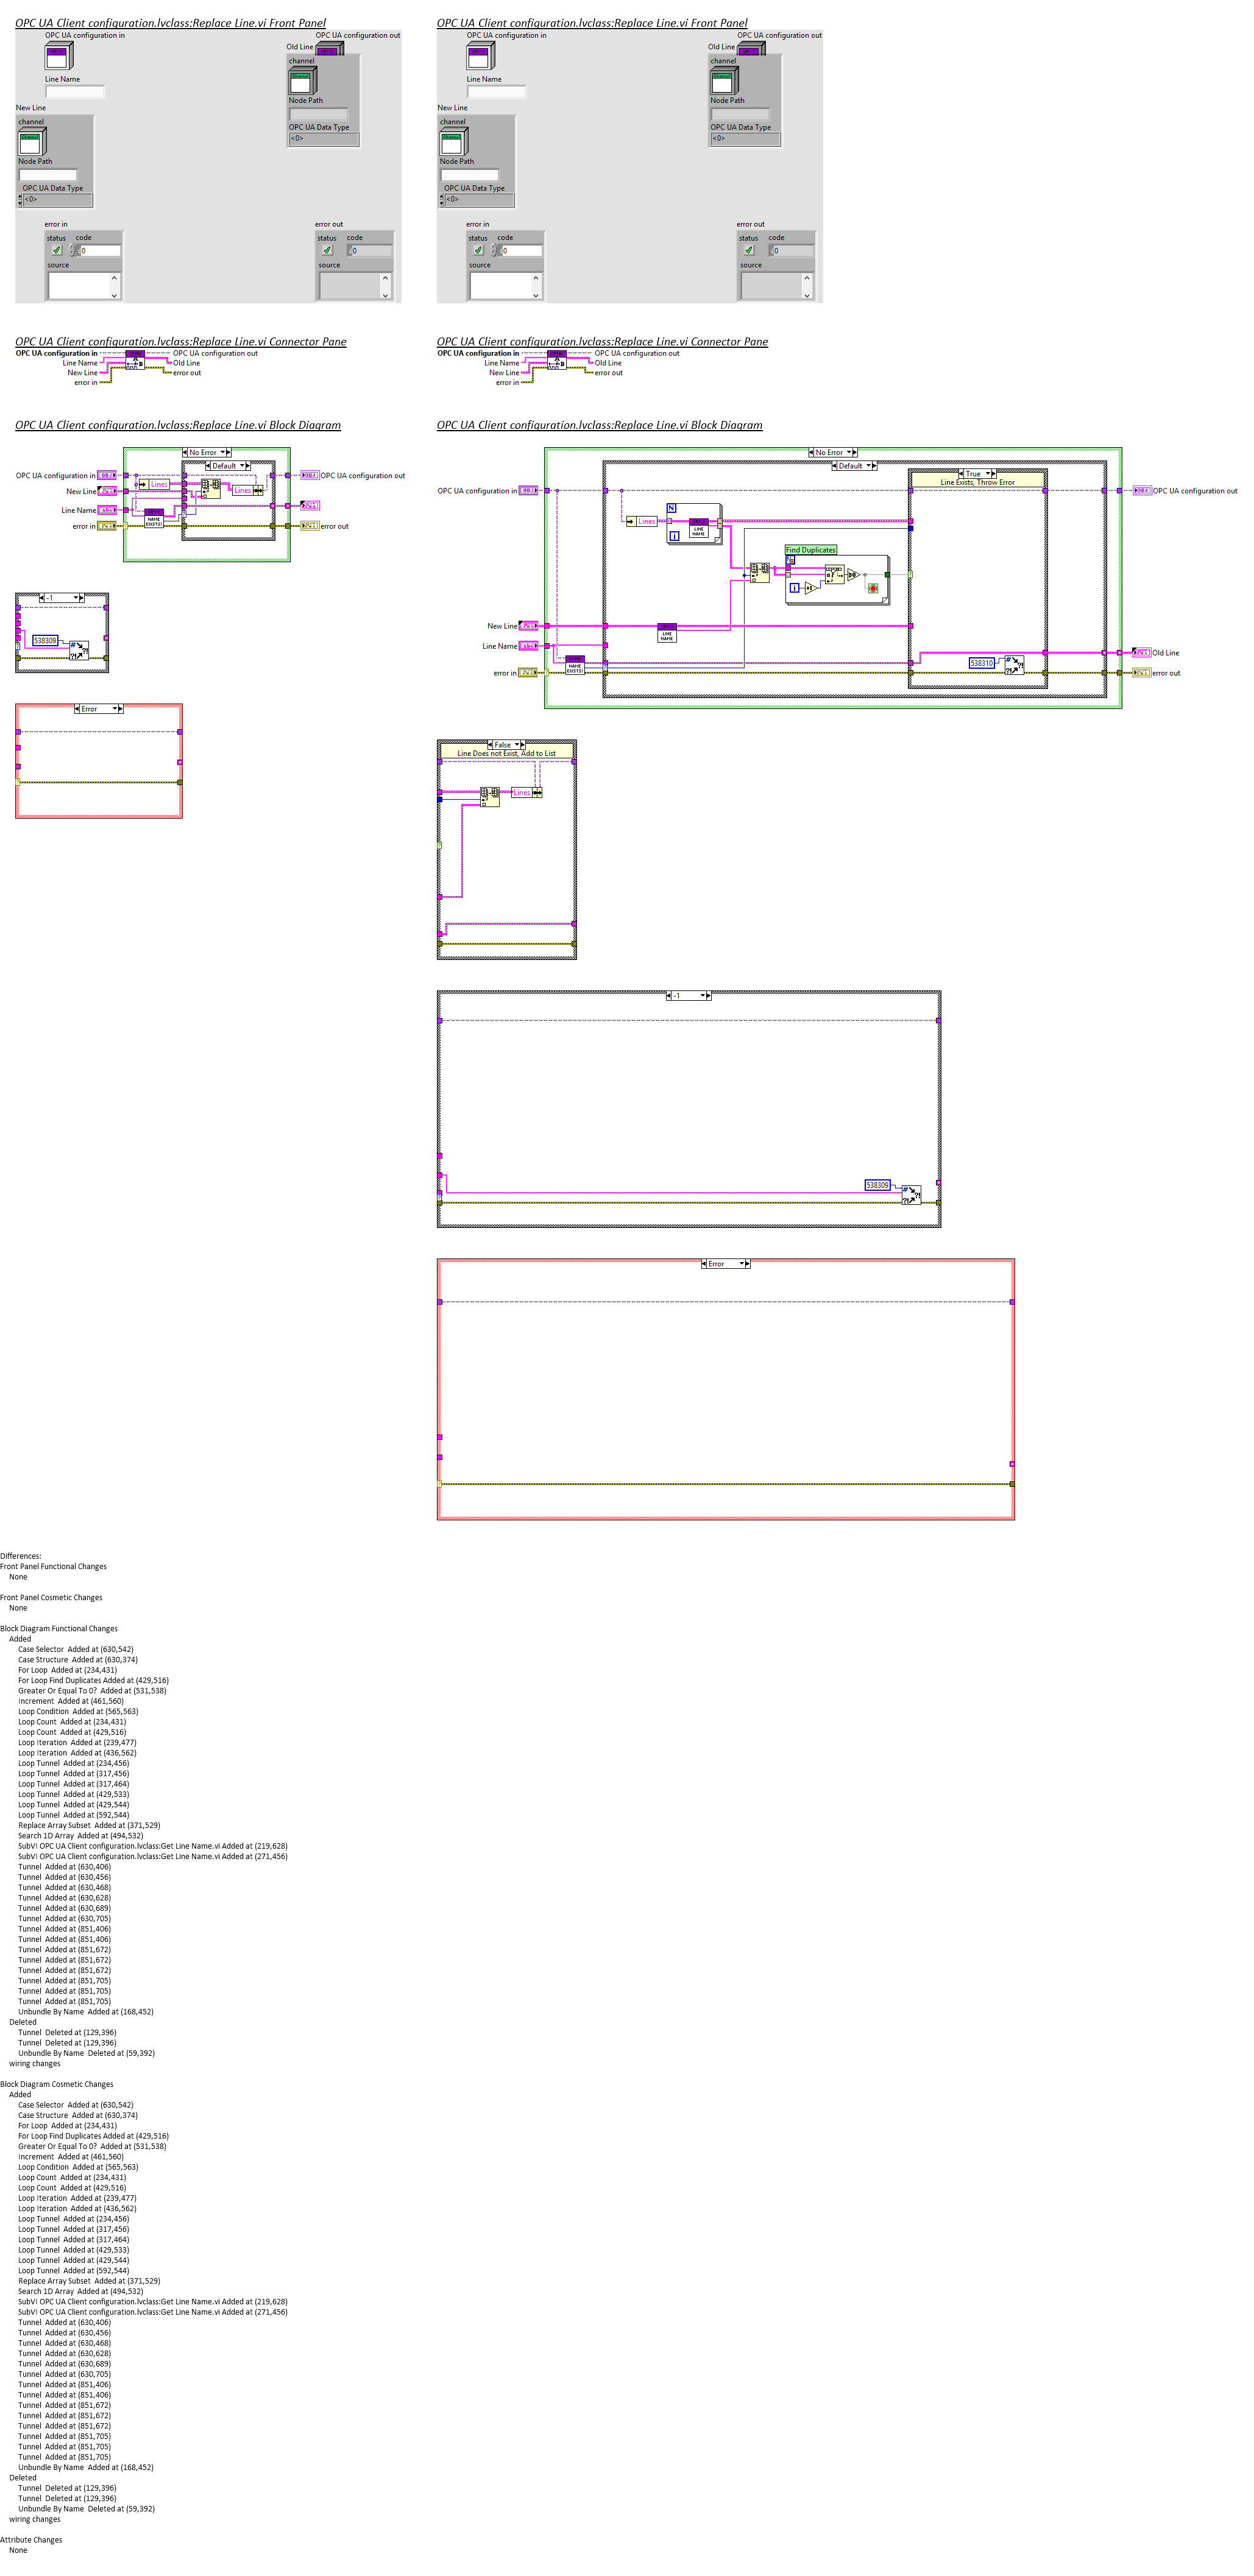 OPC UA Client configuration.lvclass:Replace Line.vi Front Panel
OPC UA configuration in
OPC UA configuration out
Old Line
channel
Channel
Node Path
OPC UA Data Type
<0>
Line Name
New Line
channel
Channel
Node Path
OPC UA Data Type
<0>
error in
status code
0
source
error out
status code
0
source
OPC UA Client configuration.lvclass:Replace Line.vi Front Panel
OPC UA configuration in
OPC UA configuration out
Old Line
channel
Channel
Node Path
OPC UA Data Type
<0>
Line Name
New Line
channel
Channel
Node Path
OPC UA Data Type
<0>
error in
status code
0
source
error out
status code
0
source
OPC UA Client configuration.lvclass:Replace Line.vi Connector Pane
OPC UA configuration in
Line Name
New Line
error in
OPC UA configuration out
Old Line
error out
OPC UA Client configuration.lvclass:Replace Line.vi Connector Pane
OPC UA configuration in
Line Name
New Line
error in
OPC UA configuration out
Old Line
error out
OPC UA Client configuration.lvclass:Replace Line.vi Block Diagram
No Error
Default
OPC UA configuration in
New Line
Line Name
error in
Lines
Lines
NAME
EXISTS?
OPC UA configuration out
error out
-1
538309
Error
OPC UA Client configuration.lvclass:Replace Line.vi Block Diagram
No Error
Default
True
Line Exists, Throw Error
OPC UA configuration in
Lines
N
i
LINE
NAME
Find Duplicates
i
New Line
LINE
NAME
Line Name
error in
NAME
EXISTS?
538310
OPC UA configuration out
Old Line
error out
False
Line Does not Exist, Add to List
Lines
-1
538309
Error
Differences:
Front Panel Functional Changes
None
Front Panel Cosmetic Changes
None
Block Diagram Functional Changes
Added
Case Selector Added at (630,542)
Case Structure Added at (630,374)
For Loop Added at (234,431)
For Loop Find Duplicates Added at (429,516)
Greater Or Equal To 0? Added at (531,538)
Increment Added at (461,560)
Loop Condition Added at (565,563)
Loop Count Added at (234,431)
Loop Count Added at (429,516)
Loop Iteration Added at (239,477)
Loop Iteration Added at (436,562)
Loop Tunnel Added at (234,456)
Loop Tunnel Added at (317,456)
Loop Tunnel Added at (317,464)
Loop Tunnel Added at (429,533)
Loop Tunnel Added at (429,544)
Loop Tunnel Added at (592,544)
Replace Array Subset Added at (371,529)
Search 1D Array Added at (494,532)
SubVI OPC UA Client configuration.lvclass:Get Line Name.vi Added at (219,628)
SubVI OPC UA Client configuration.lvclass:Get Line Name.vi Added at (271,456)
Tunnel Added at (630,406)
Tunnel Added at (630,456)
Tunnel Added at (630,468)
Tunnel Added at (630,628)
Tunnel Added at (630,689)
Tunnel Added at (630,705)
Tunnel Added at (851,406)
Tunnel Added at (851,406)
Tunnel Added at (851,672)
Tunnel Added at (851,672)
Tunnel Added at (851,672)
Tunnel Added at (851,705)
Tunnel Added at (851,705)
Tunnel Added at (851,705)
Unbundle By Name Added at (168,452)
Deleted
Tunnel Deleted at (129,396)
Tunnel Deleted at (129,396)
Unbundle By Name Deleted at (59,392)
wiring changes
Block Diagram Cosmetic Changes
Added
Case Selector Added at (630,542)
Case Structure Added at (630,374)
For Loop Added at (234,431)
For Loop Find Duplicates Added at (429,516)
Greater Or Equal To 0? Added at (531,538)
Increment Added at (461,560)
Loop Condition Added at (565,563)
Loop Count Added at (234,431)
Loop Count Added at (429,516)
Loop Iteration Added at (239,477)
Loop Iteration Added at (436,562)
Loop Tunnel Added at (234,456)
Loop Tunnel Added at (317,456)
Loop Tunnel Added at (317,464)
Loop Tunnel Added at (429,533)
Loop Tunnel Added at (429,544)
Loop Tunnel Added at (592,544)
Replace Array Subset Added at (371,529)
Search 1D Array Added at (494,532)
SubVI OPC UA Client configuration.lvclass:Get Line Name.vi Added at (219,628)
SubVI OPC UA Client configuration.lvclass:Get Line Name.vi Added at (271,456)
Tunnel Added at (630,406)
Tunnel Added at (630,456)
Tunnel Added at (630,468)
Tunnel Added at (630,628)
Tunnel Added at (630,689)
Tunnel Added at (630,705)
Tunnel Added at (851,406)
Tunnel Added at (851,406)
Tunnel Added at (851,672)
Tunnel Added at (851,672)
Tunnel Added at (851,672)
Tunnel Added at (851,705)
Tunnel Added at (851,705)
Tunnel Added at (851,705)
Unbundle By Name Added at (168,452)
Deleted
Tunnel Deleted at (129,396)
Tunnel Deleted at (129,396)
Unbundle By Name Deleted at (59,392)
wiring changes
Attribute Changes
None